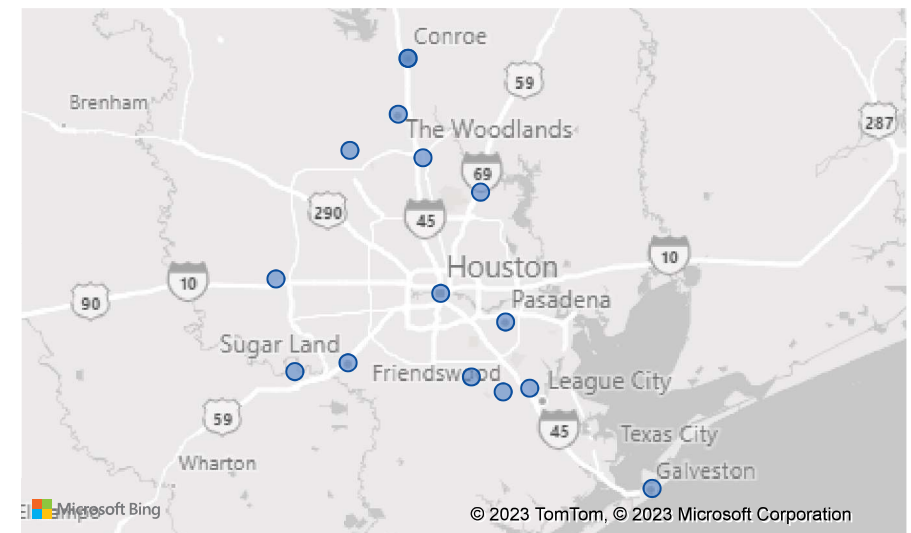 Conroe
59
Brenham
287
The Woodlands
69
290
45
Houston
10
10
90
Pasadena
Sugar Land
Friendswood
League City
59
45
Texas City
Wharton
Galveston
Microsoft Bing
© 2023 TomTom, © 2023 Microsoft Corporation